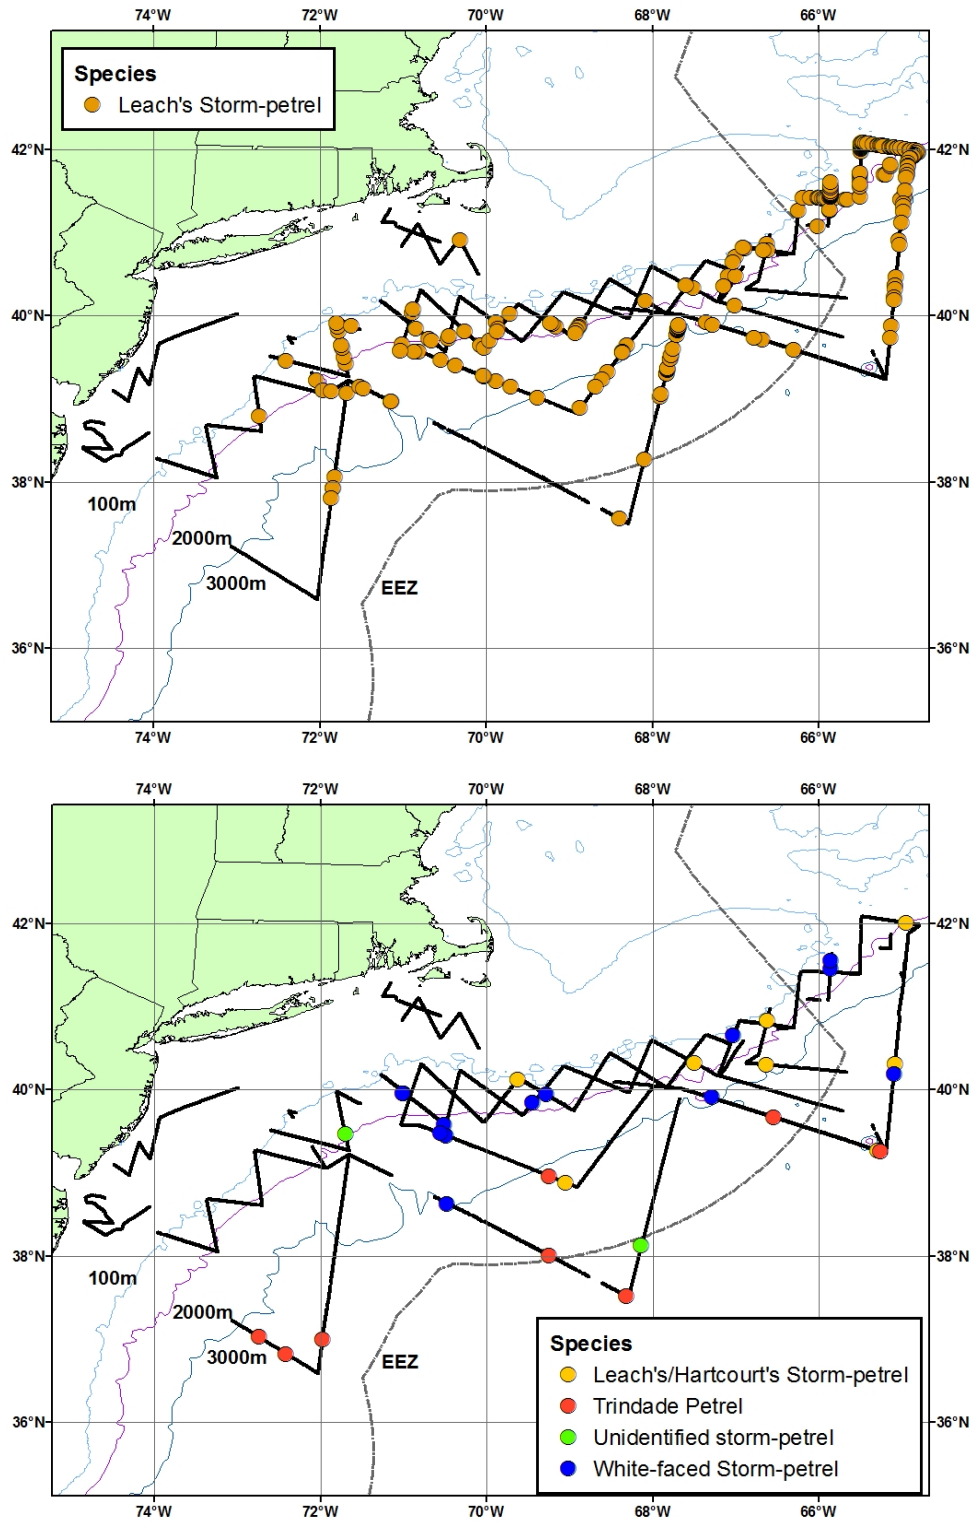 74°W 72°W 70°W 68°W 66°W
Species
Leach's Storm-petrel
42°N 42°N
40°N 40°N
38°N 38°N
100m
2000m
3000m
EEZ
36°N 36°N
74°W 72°W 70°W 68°W 66°W
74°W 72°W 70°W 68°W 66°W
42°N 42°N
40°N 40°N
38°N 38°N
100m
2000m
3000m
EEZ
Species
Leach's/Hartcourt's Storm-petrel
Trindade Petrel
36°N 36°N
Unidentified storm-petrel
White-faced Storm-petrel
74°W 72°W 70°W 68°W 66°W